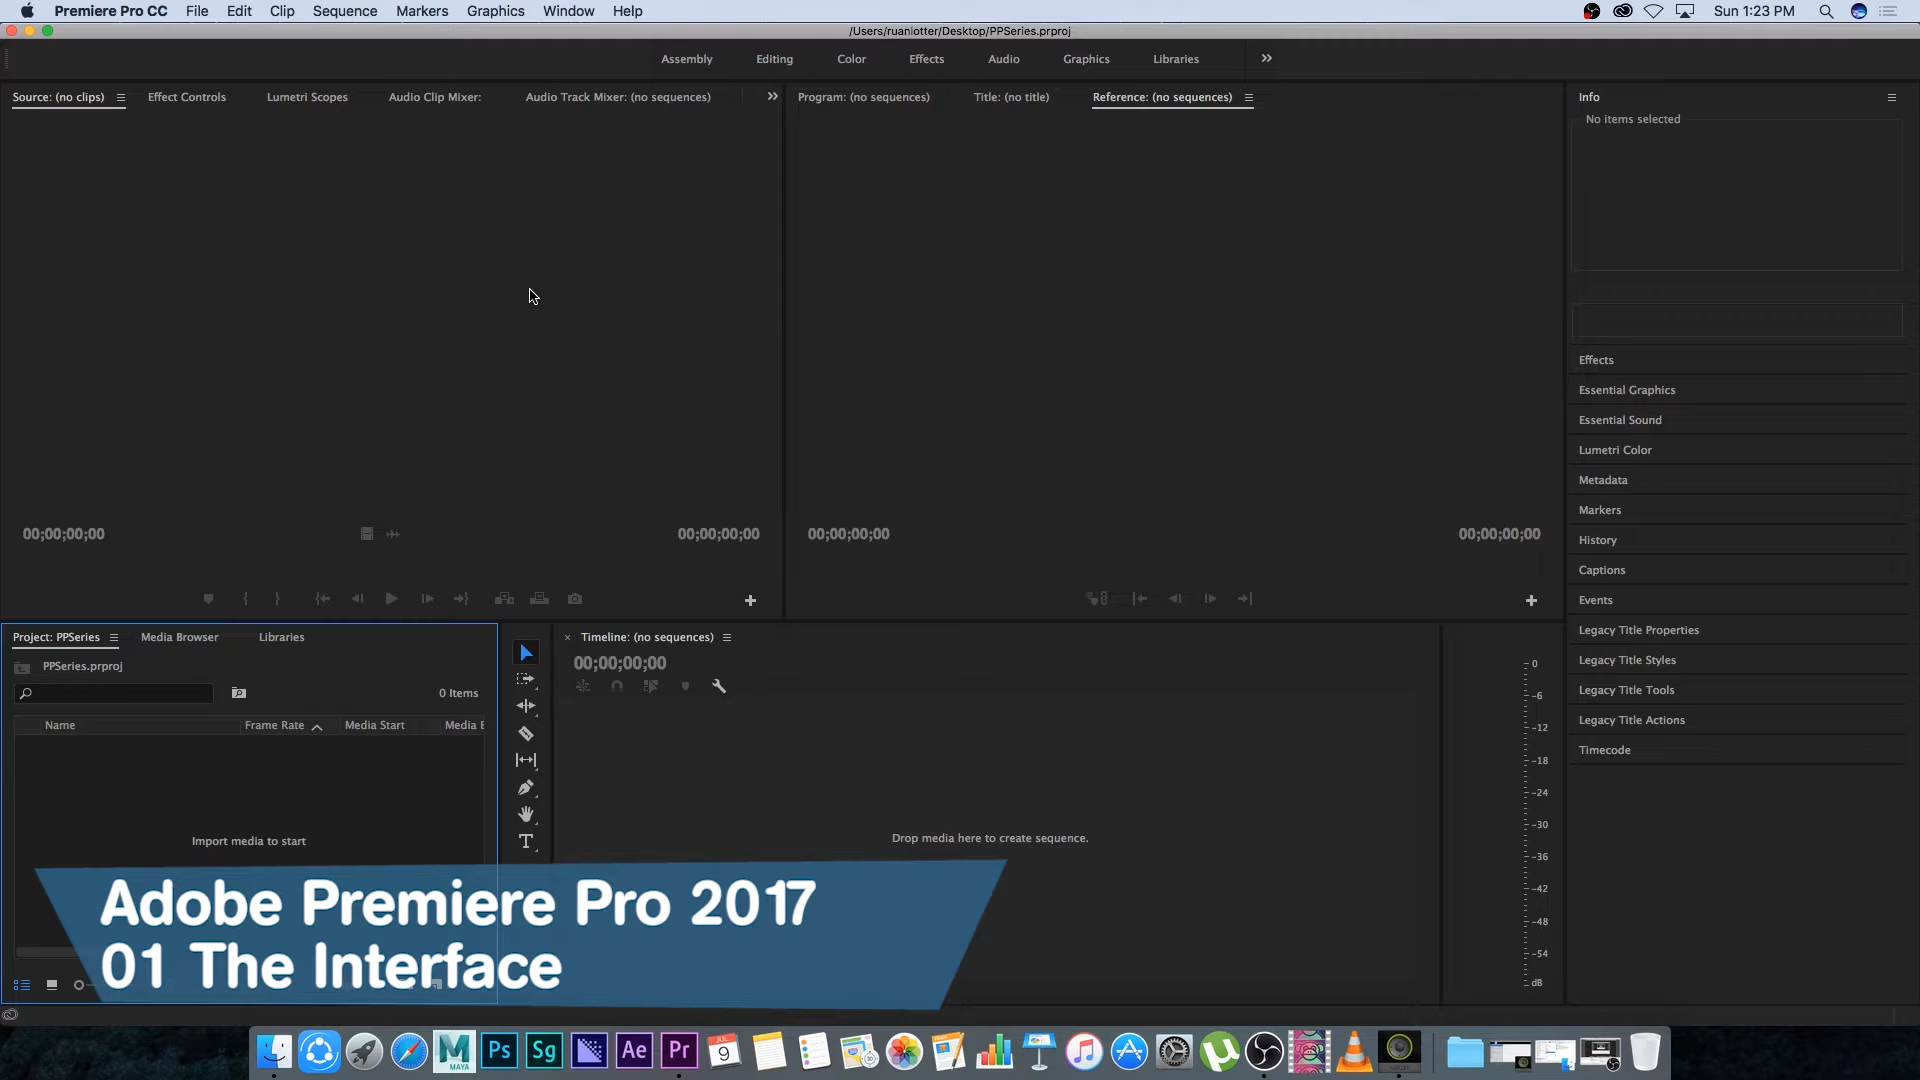 Premiere Pro CC File Edit Clip Sequence Markers Graphics Window Help Sun 1:23 PM
/Users/ruanlotter/Desktop/PPSeries.prproj
Assembly Editing Color Effects Audio Graphics Libraries
Source: (no clips) Effect Controls Lumetri Scopes Audio Clip Mixer: Audio Track Mixer: (no sequences) Program: (no sequences) Title: (no title) Reference: (no sequences) Info
No items selected
Effects
Essential Graphics
Essential Sound
Lumetri Color
Metadata
Markers
History
Captions
Events
Legacy Title Properties
Legacy Title Styles
Legacy Title Tools
Legacy Title Actions
Timecode
00;00;00;00 00;00;00;00 00;00;00;00 00;00;00;00
Project: PPSeries Media Browser Libraries
PPSeries.prproj
0 Items
Name Frame Rate Media Start Media E
Import media to start
Timeline: (no sequences)
00;00;00;00
Drop media here to create sequence.
0
-6
-12
-18
-24
-30
-36
-42
-48
-54
dB
Adobe Premiere Pro 2017
01 The Interface
MAYA Ps Sg Ae Pr JUL 9